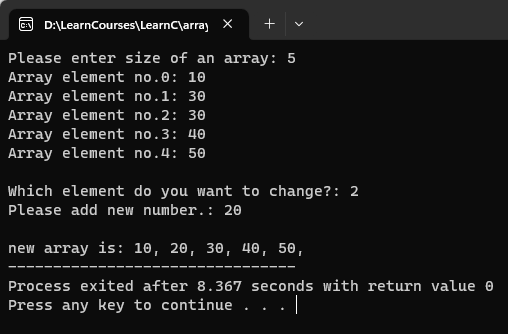 D:\LearnCourses\LearnC\array
Please enter size of an array: 5
Array element no.0: 10
Array element no.1: 30
Array element no.2: 30
Array element no.3: 40
Array element no.4: 50
Which element do you want to change?: 2
Please add new number.: 20
new array is: 10, 20, 30, 40, 50,
--------------------------------
Process exited after 8.367 seconds with return value 0
Press any key to continue . . .